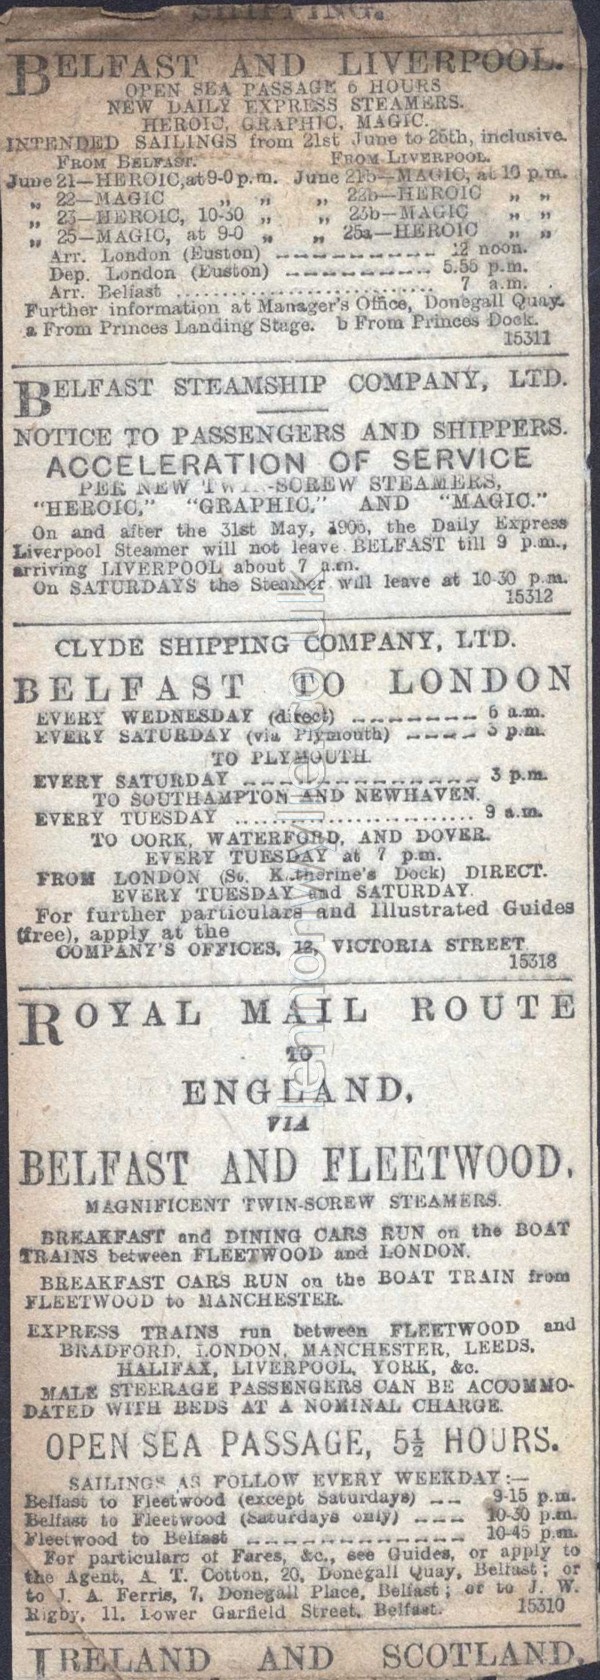 SHIPPING.
BELFAST AND LIVERPOOL.
OPEN SEA PASSAGE 6 HOURS
NEW DAILY EXPRESS STEAMERS.
HEROIC, GRAPHIC, MAGIC.
INTENDED SAILINGS from 21st June to 25th, inclusive.
FROM BELFAST. FROM LIVERPOOL.
June 21—HEROIC, at 9-0 p.m. June 21b—MAGIC, at 10 p.m.
„ 22—MAGIC „ „ „ 22b—HEROIC „ „
„ 23—HEROIC, 10-30 „ „ 23b—MAGIC „ „
„ 25—MAGIC, at 9-0 „ „ 25a—HEROIC „ „
Arr. London (Euston) 12 noon.
Dep. London (Euston) 5.55 p.m.
Arr. Belfast 7 a.m.
Further information at Manager's Office, Donegall Quay.
a From Princes Landing Stage. b From Princes Dock.
15311
BELFAST STEAMSHIP COMPANY, LTD.
NOTICE TO PASSENGERS AND SHIPPERS.
ACCELERATION OF SERVICE
PER NEW -SCREW STEAMERS,
"HEROIC," "GRAPHIC," AND "MAGIC."
On and after the 31st May, the Daily Express
Liverpool Steamer will not leave BELFAST till 9 p.m.,
arriving LIVERPOOL about 7 a.m.
On SATURDAYS the Steamer will leave at 10-30 p.m.
15312
CLYDE SHIPPING COMPANY, LTD.
BELFAST TO LONDON
EVERY WEDNESDAY (direct) 6 a.m.
EVERY SATURDAY (via Plymouth) p.m.
TO PLYMOUTH.
EVERY SATURDAY 3 p.m.
TO SOUTHAMPTON AND NEWHAVEN.
EVERY TUESDAY 9 a.m.
TO CORK, WATERFORD, AND DOVER.
EVERY TUESDAY at 7 p.m.
FROM LONDON (St. K.therine's Dock) DIRECT.
EVERY TUESDAY and SATURDAY.
For further particulars and Illustrated Guides
(free), apply at the
COMPANY'S OFFICES, 12, VICTORIA STREET
15318
ROYAL MAIL ROUTE
TO
ENGLAND,
VIA
BELFAST AND FLEETWOOD.
MAGNIFICENT TWIN-SCREW STEAMERS.
BREAKFAST and DINING CARS RUN on the BOAT
TRAINS between FLEETWOOD and LONDON.
BREAKFAST CARS RUN on the BOAT TRAIN from
FLEETWOOD to MANCHESTER.
EXPRESS TRAINS run between FLEETWOOD and
BRADFORD, LONDON, MANCHESTER, LEEDS,
HALIFAX, LIVERPOOL, YORK, &c.
MALE STEERAGE PASSENGERS CAN BE ACCOMMO-
DATED WITH BEDS AT A NOMINAL CHARGE.
OPEN SEA PASSAGE, 5½ HOURS.
SAILINGS AS FOLLOW EVERY WEEKDAY:—
Belfast to Fleetwood (except Saturdays) 9-15 p.m.
Belfast to Fleetwood (Saturdays only) 10-30 p.m.
Fleetwood to Belfast 10-45 p.m.
For particulars of Fares, &c., see Guides, or apply to
the Agent, A. T. Cotton, 20, Donegall Quay, Belfast; or
to J. A. Ferris, 7, Donegall Place, Belfast; or to J. W.
Rigby, 11, Lower Garfield Street, Belfast. 15310
IRELAND AND SCOTLAND,